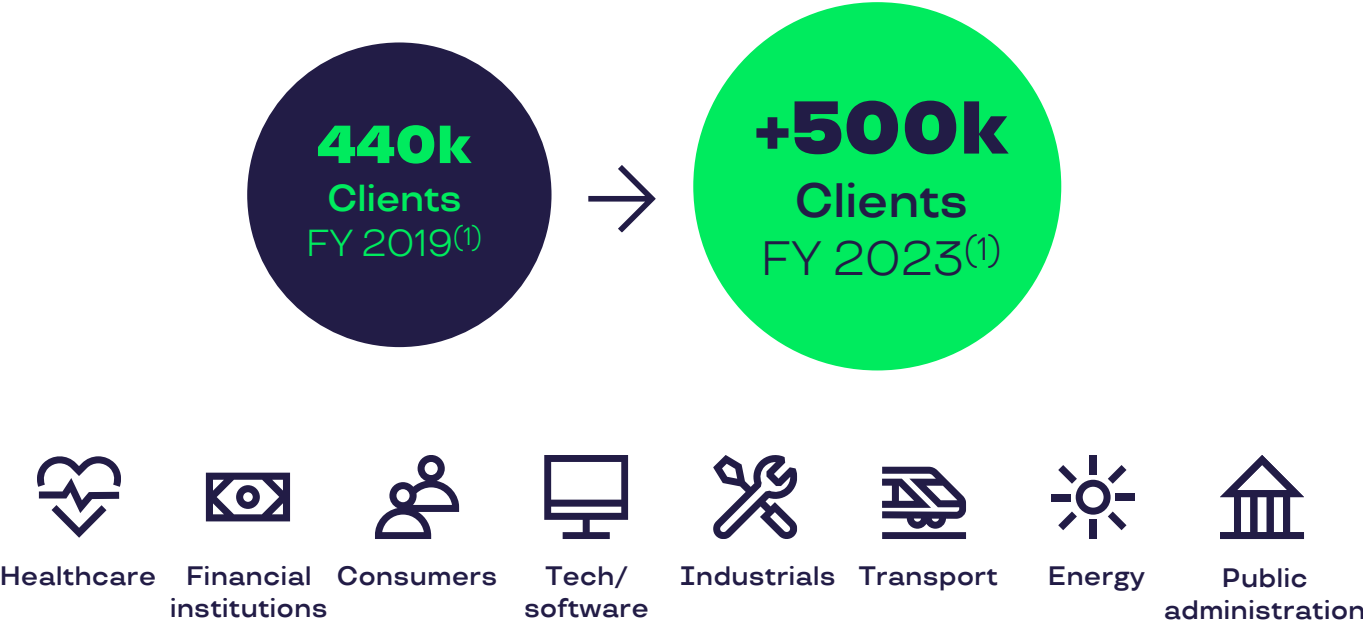 440k
Clients
FY 2019(1)
+500k
Clients
FY 2023(1)
Healthcare
Financial
institutions
Consumers
Tech/
software
Industrials
Transport
Energy
Public
administration